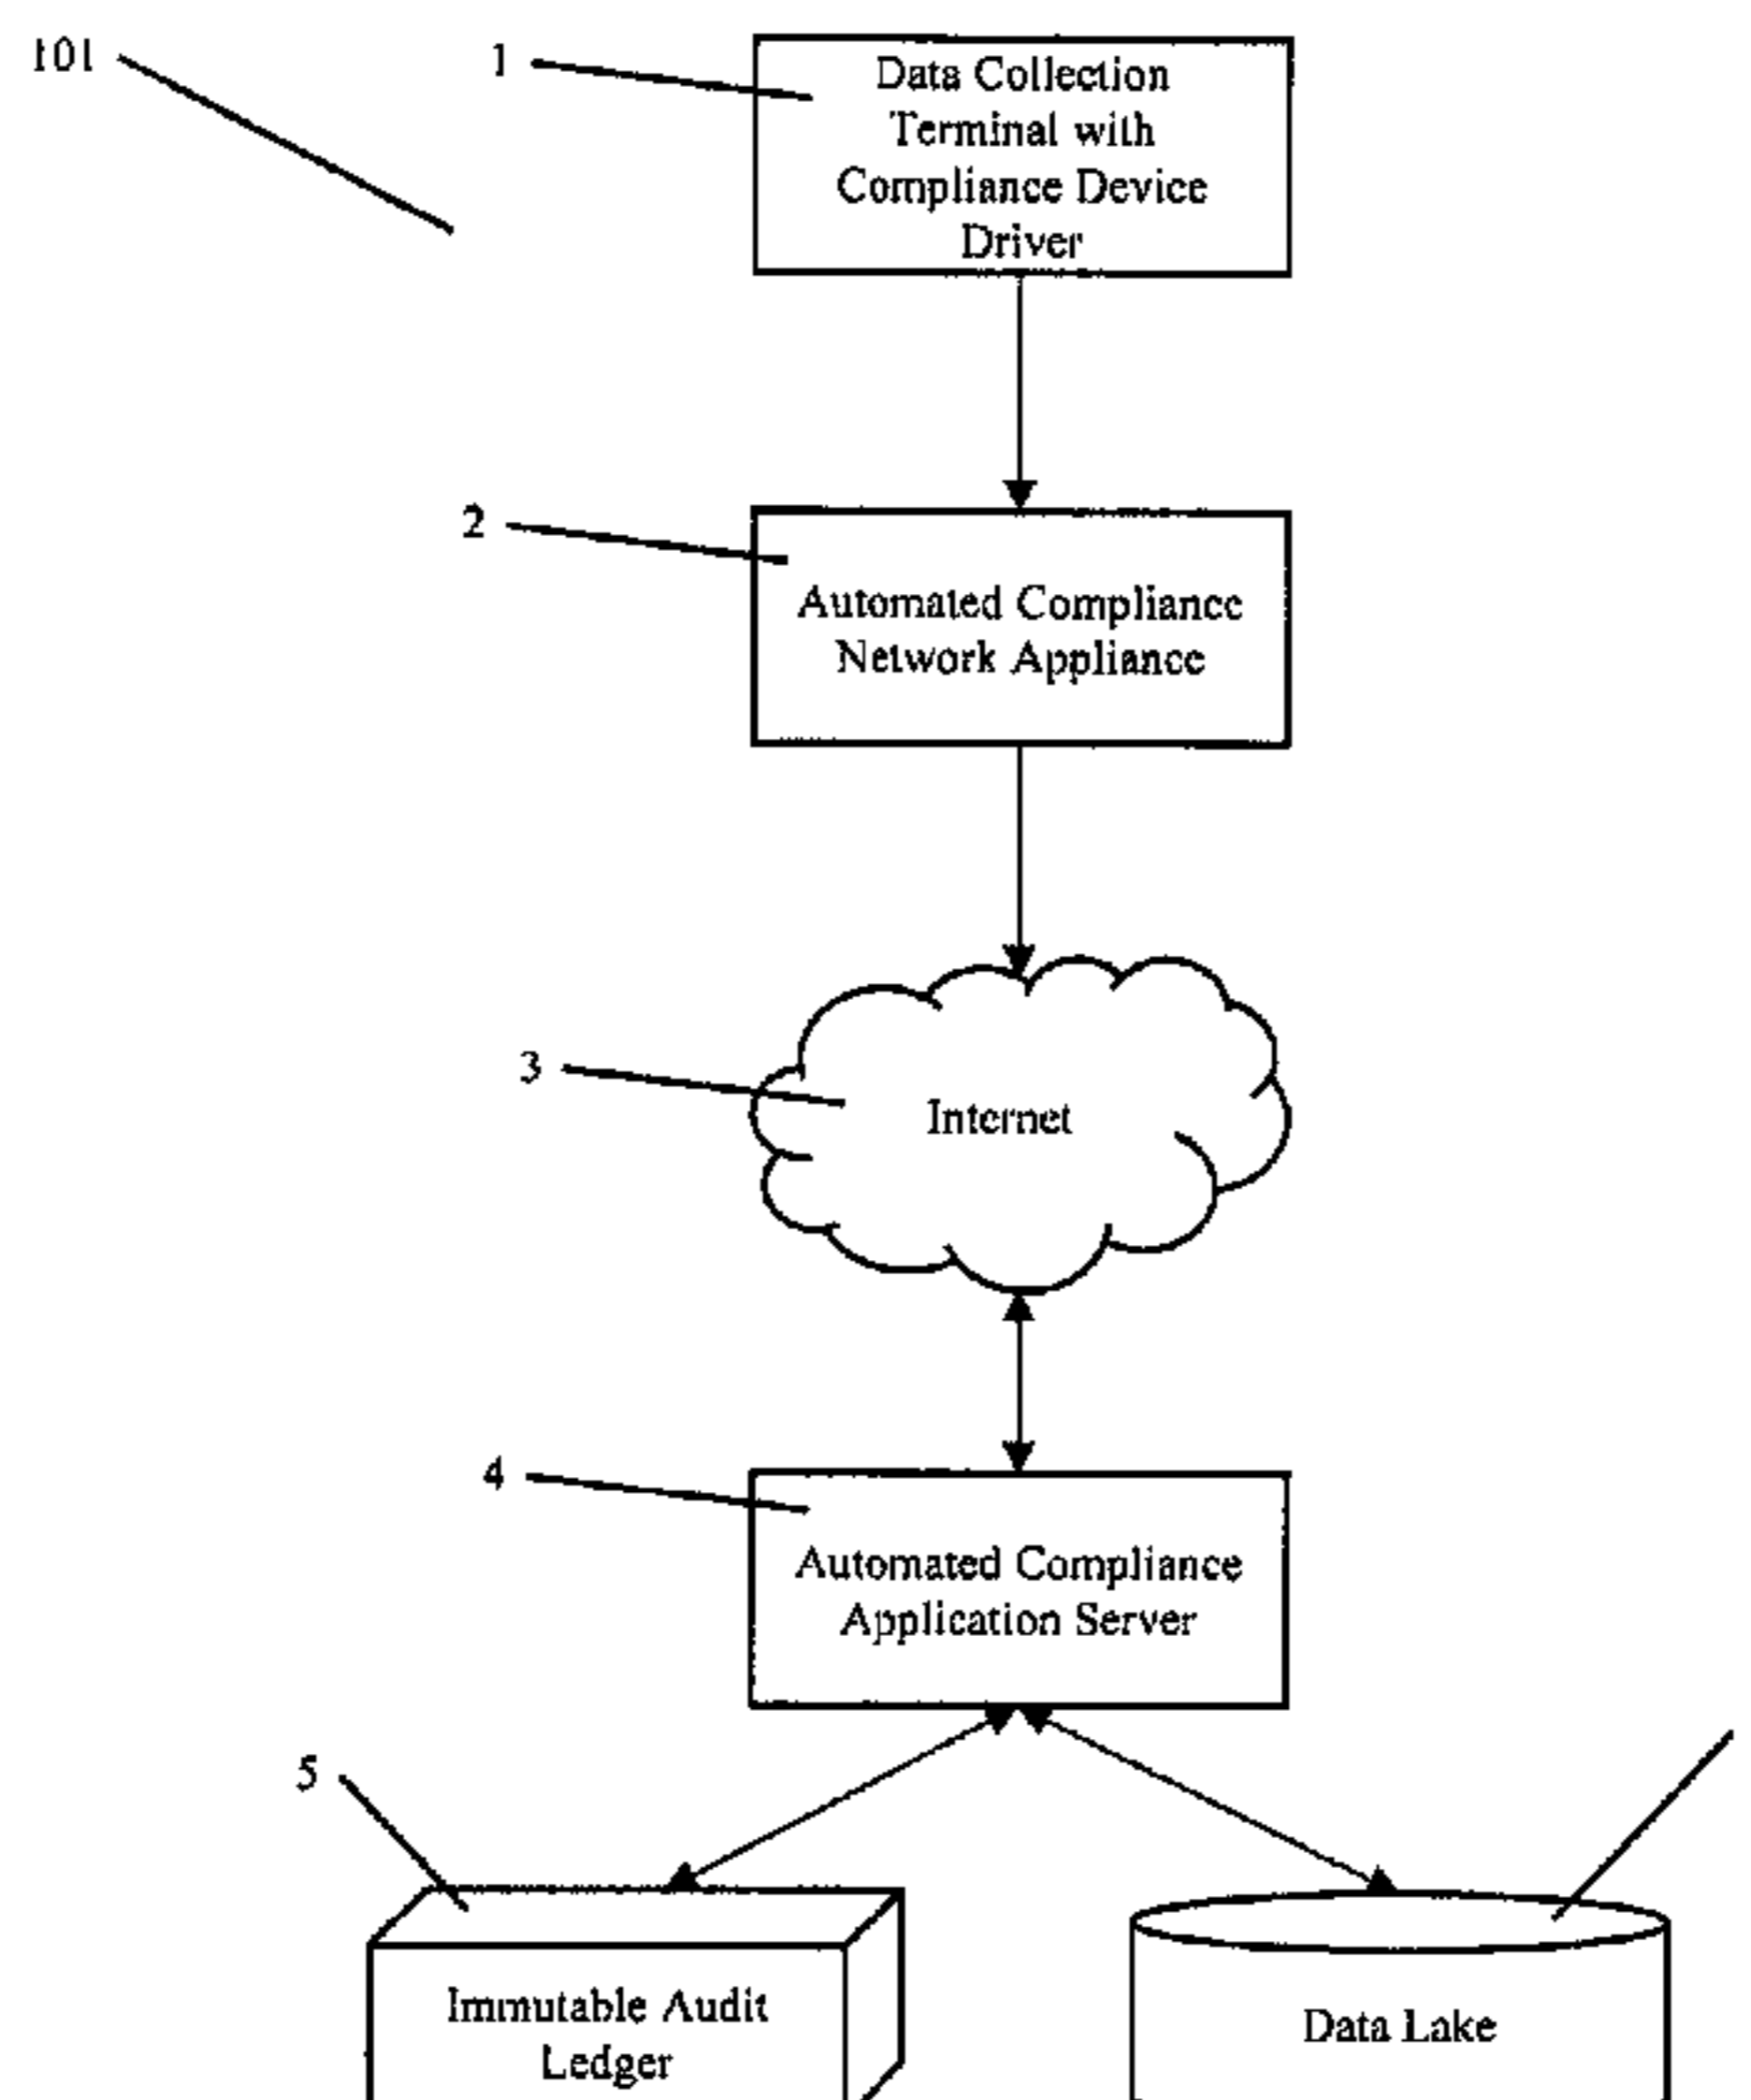 101
1
Data Collection
Terminal with
Compliance Device
Driver
2
Automated Compliance
Network Appliance
3
Internet
4
Automated Compliance
Application Server
5
Immutable Audit
Ledger
Data Lake